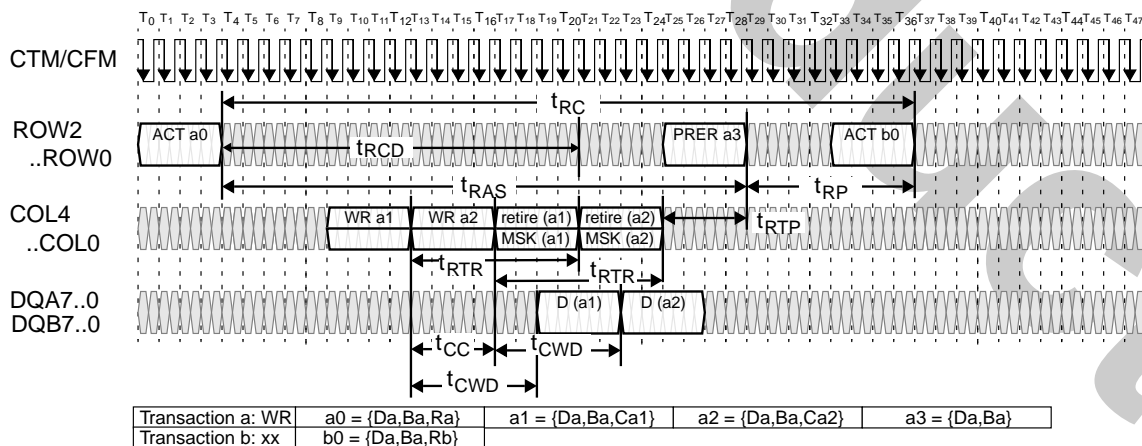 T0 T1 T2 T3 T4 T5 T6 T7 T8 T9 T10 T11 T12 T13 T14 T15 T16 T17 T18 T19 T20 T21 T22 T23 T24 T25 T26 T27 T28 T29 T30 T31 T32 T33 T34 T35 T36 T37 T38 T39 T40 T41 T42 T43 T44 T45 T46 T47
CTM/CFM
tRC
ROW2 ACT a0 PRER a3 ACT b0
..ROW0
tRCD
tRAS tRP
COL4 WR a1 WR a2 retire (a1) retire (a2)
..COL0 MSK (a1) MSK (a2)
tRTP
tRTR tRTR
DQA7..0 D (a1) D (a2)
DQB7..0
tCC tCWD
tCWD
Transaction a: WR a0 = {Da,Ba,Ra} a1 = {Da,Ba,Ca1} a2 = {Da,Ba,Ca2} a3 = {Da,Ba}
Transaction b: xx b0 = {Da,Ba,Rb}